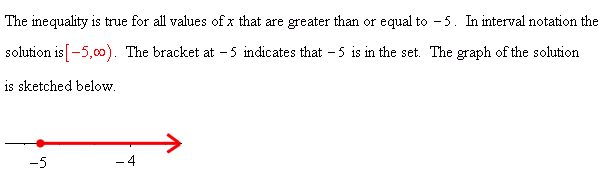 The inequality is true for all values of x that are greater than or equal to −5. In interval notation the
solution is [−5,∞). The bracket at −5 indicates that −5 is in the set. The graph of the solution
is sketched below.
−5 −4